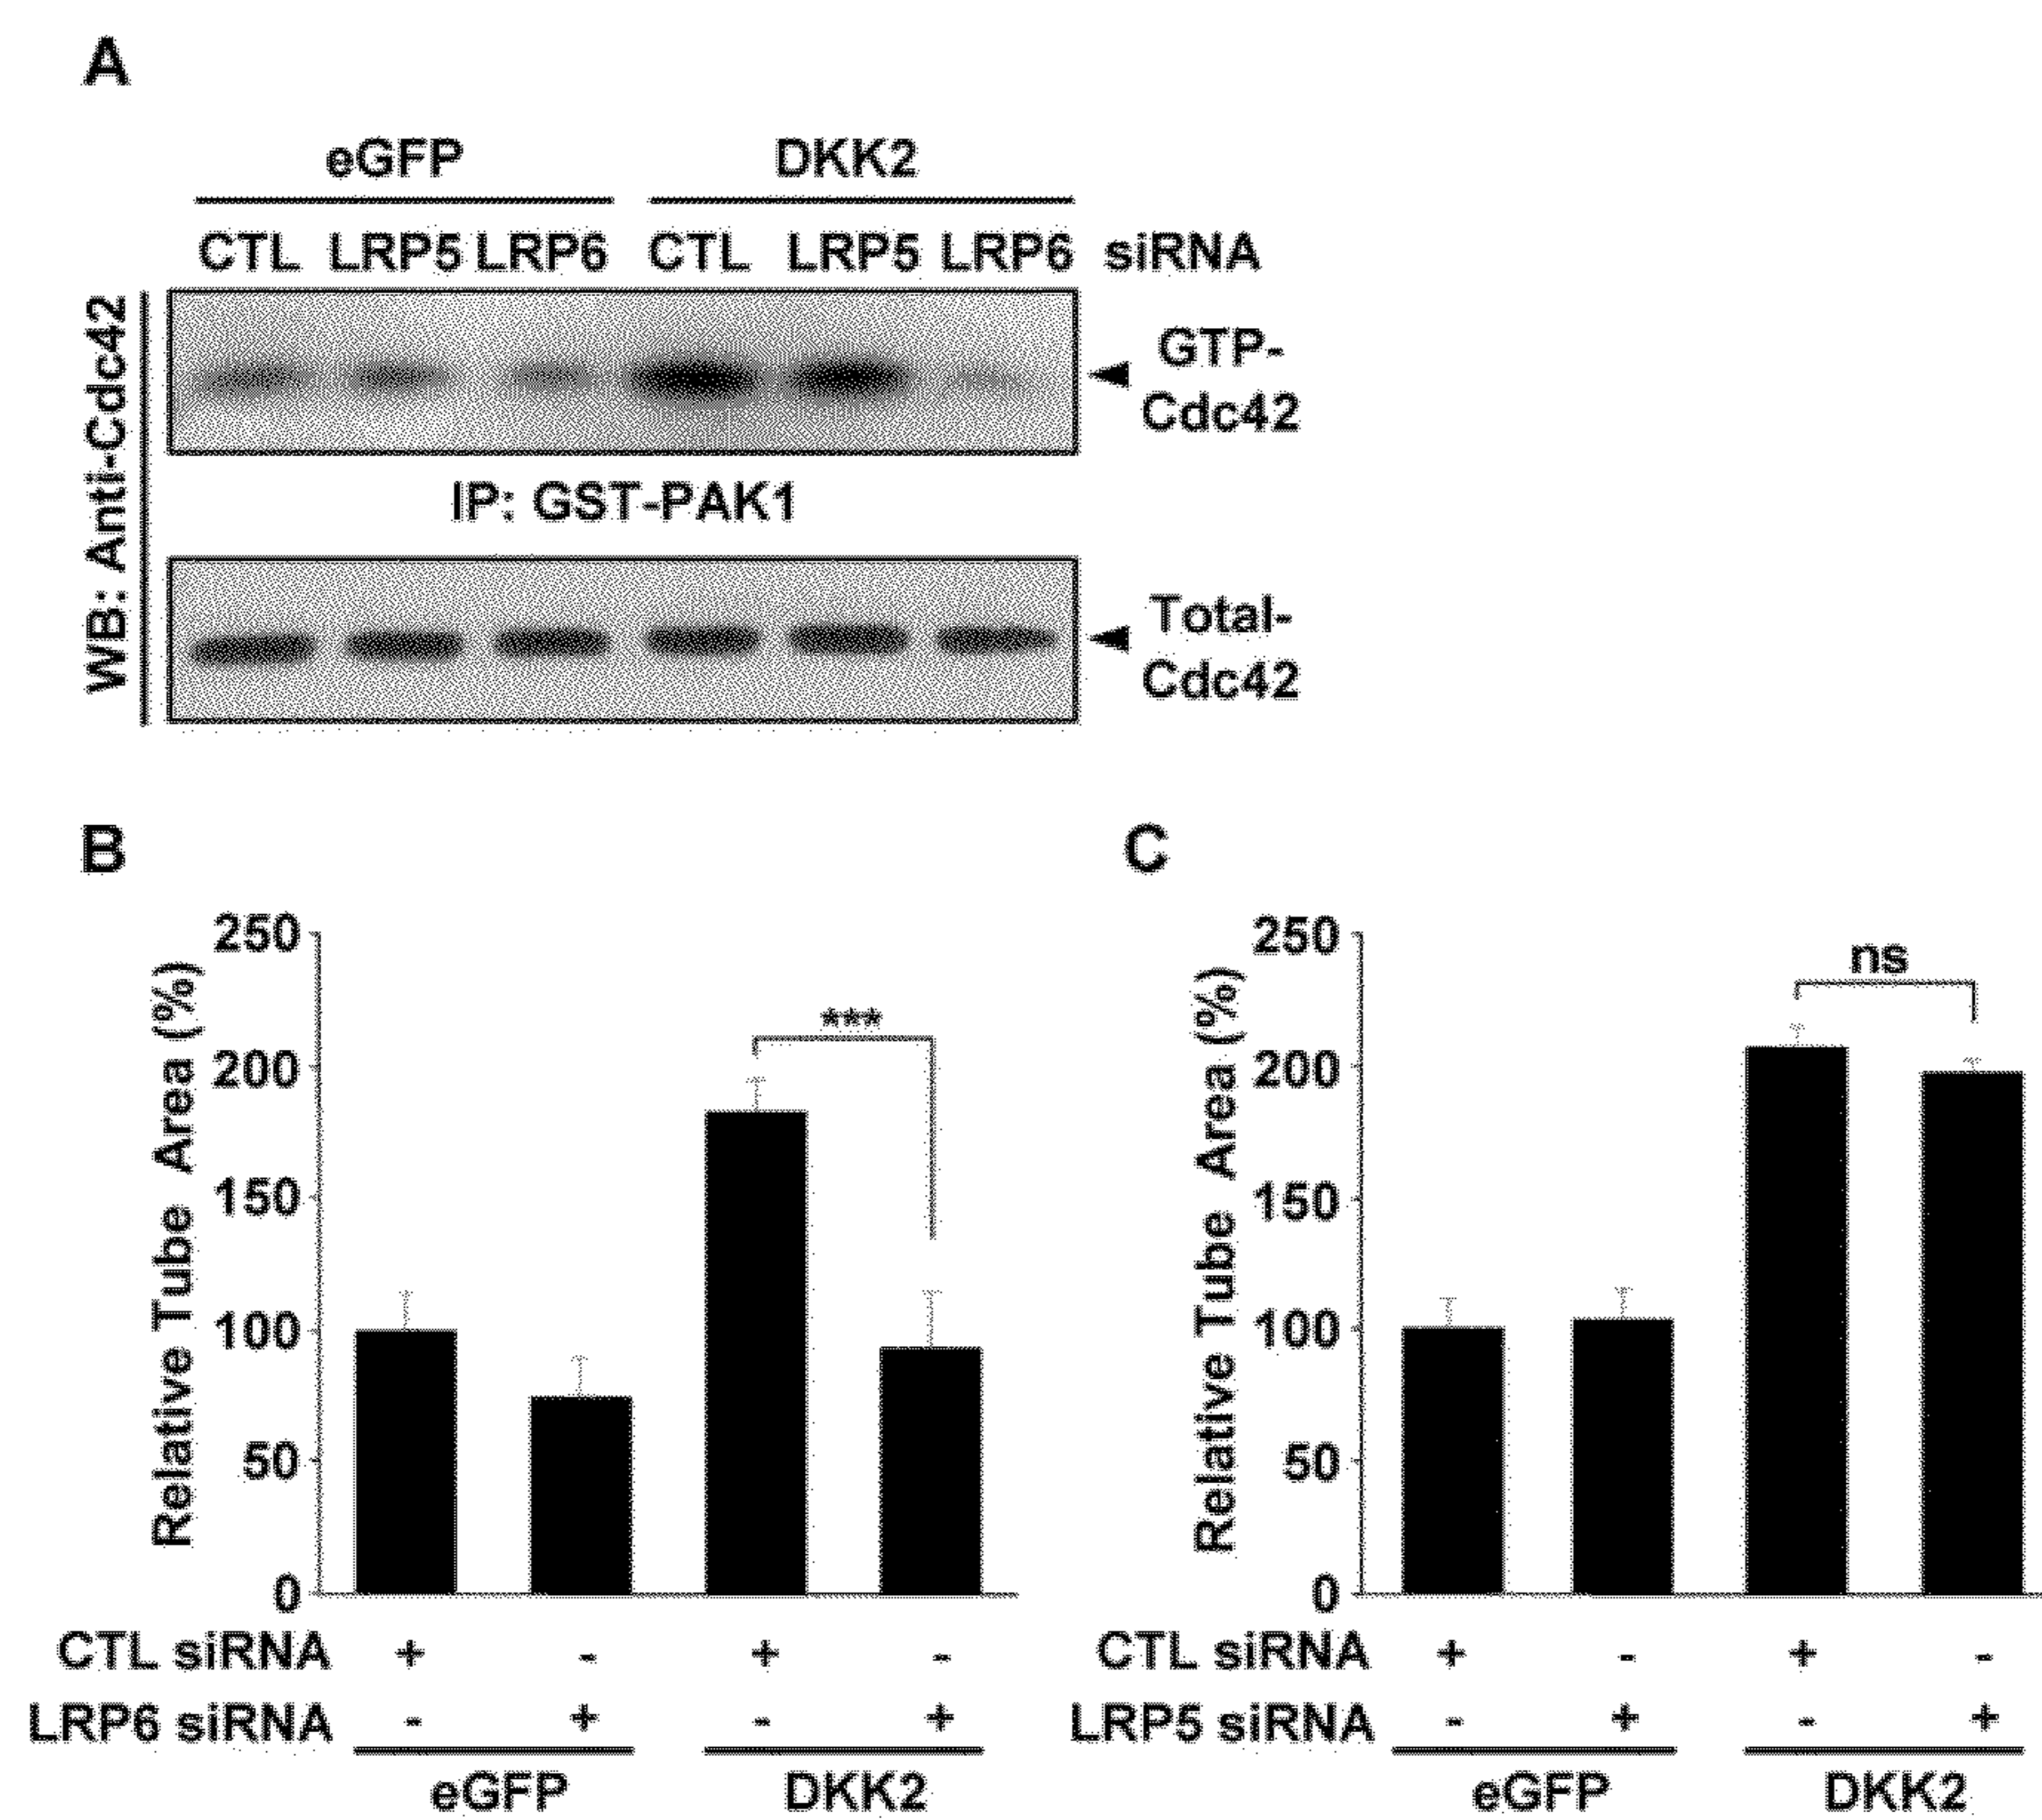 A
eGFP DKK2
CTL LRP5 LRP6 CTL LRP5 LRP6 siRNA
WB: Anti-Cdc42
GTP-
Cdc42
IP: GST-PAK1
Total-
Cdc42
B
Relative Tube Area (%)
250
200
150
100
50
0
***
CTL siRNA + - + -
LRP6 siRNA - + - +
eGFP DKK2
C
Relative Tube Area (%)
250
200
150
100
50
0
ns
CTL siRNA + - + -
LRP5 siRNA - + - +
eGFP DKK2